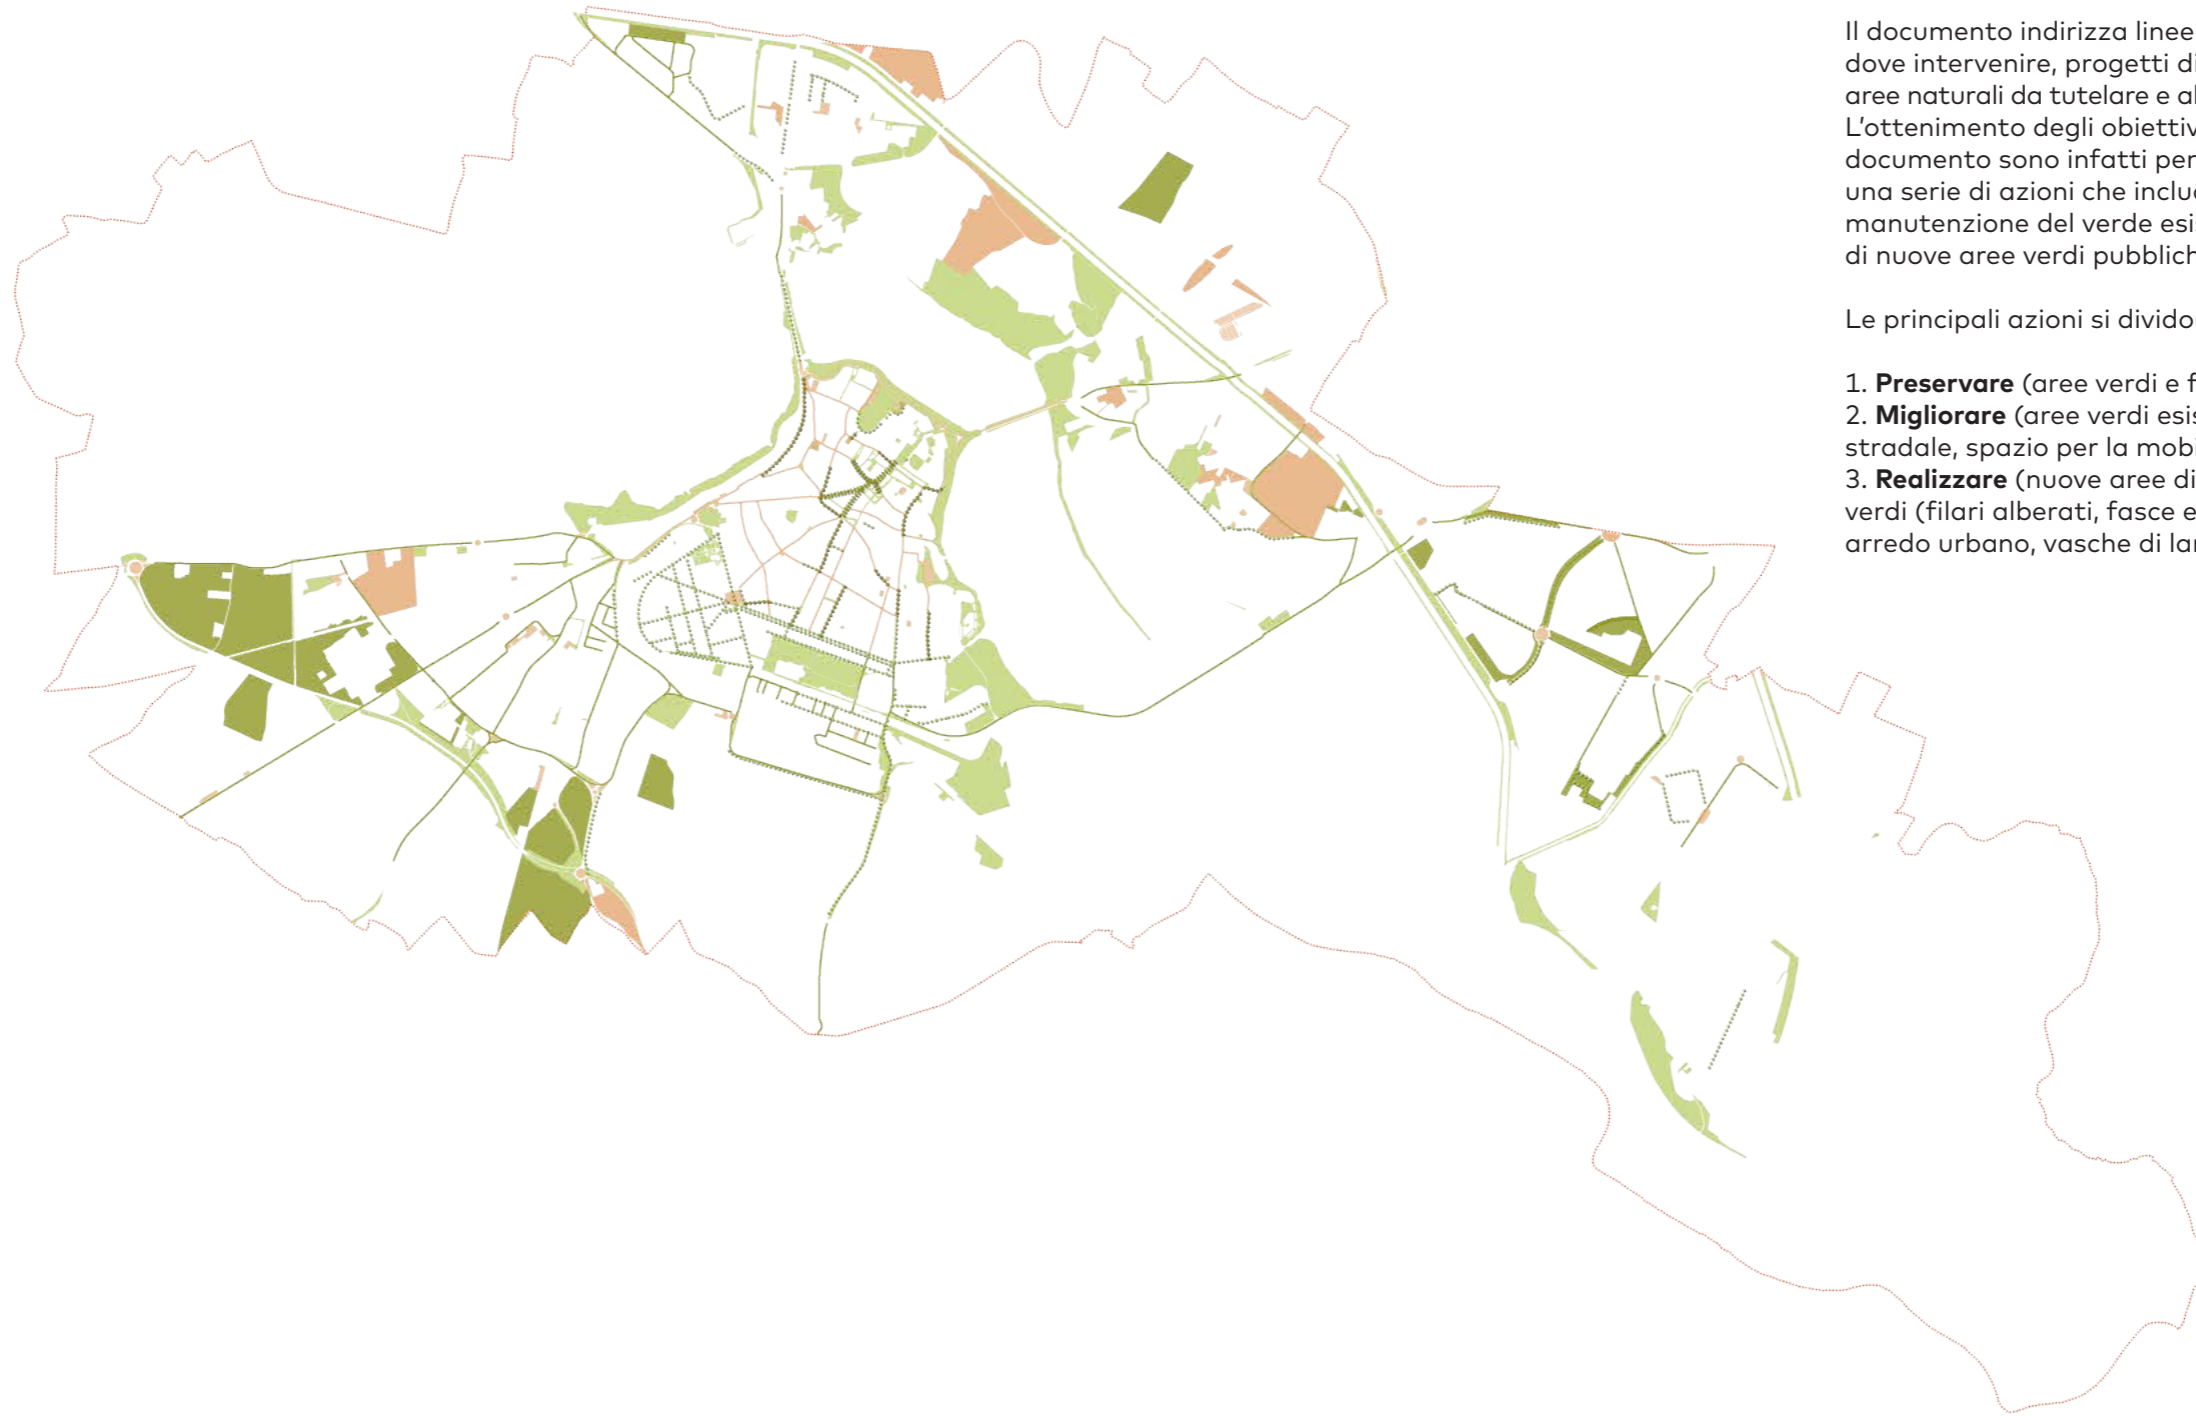 Il documento indirizza linee
dove intervenire, progetti di
aree naturali da tutelare e al
L'ottenimento degli obiettiv
documento sono infatti per
una serie di azioni che inclu
manutenzione del verde esi
di nuove aree verdi pubblich
Le principali azioni si divido
1. Preservare (aree verdi e f
2. Migliorare (aree verdi esis
stradale, spazio per la mobi
3. Realizzare (nuove aree di
verdi (filari alberati, fasce e
arredo urbano, vasche di lan